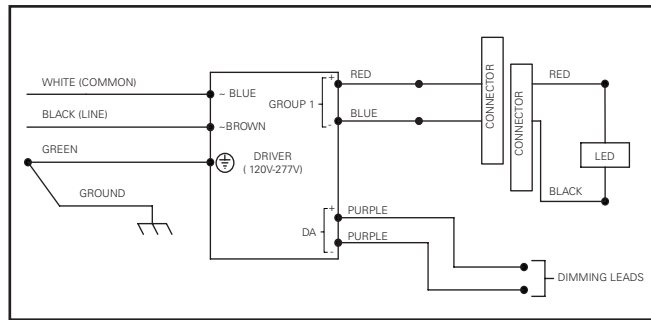 WHITE (COMMON)
BLACK (LINE)
GREEN
GROUND
~ BLUE
~BROWN
DRIVER
( 120V-277V)
GROUP 1
+
-
DA
+
-
RED
BLUE
PURPLE
PURPLE
CONNECTOR
CONNECTOR
RED
LED
BLACK
DIMMING LEADS